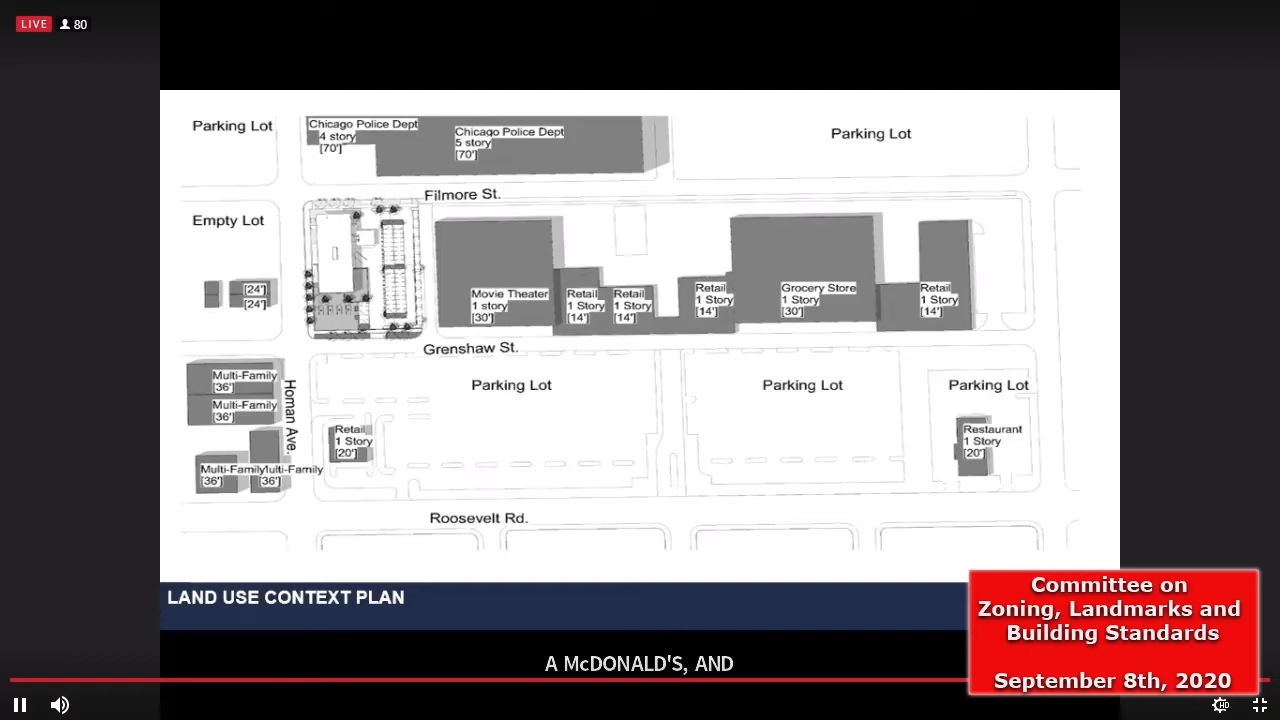 LIVE 80
Parking Lot
Chicago Police Dept
4 story
[70']
Chicago Police Dept
5 story
[70']
Parking Lot
Filmore St.
Empty Lot
[24']
[24']
Movie Theater
1 story
[30']
Retail
1 Story
[14']
Retail
1 Story
[14']
Retail
1 Story
[14']
Grocery Store
1 Story
[30']
Retail
1 Story
[14']
Grenshaw St.
Multi-Family
[36']
Multi-Family
[36']
Homan Ave.
Parking Lot
Parking Lot
Parking Lot
Retail
1 Story
[20']
Restaurant
1 Story
[20']
Multi-Family
[36']
Multi-Family
[36']
Roosevelt Rd.
LAND USE CONTEXT PLAN
Committee on
Zoning, Landmarks and
Building Standards
September 8th, 2020
A McDONALD'S, AND
HD